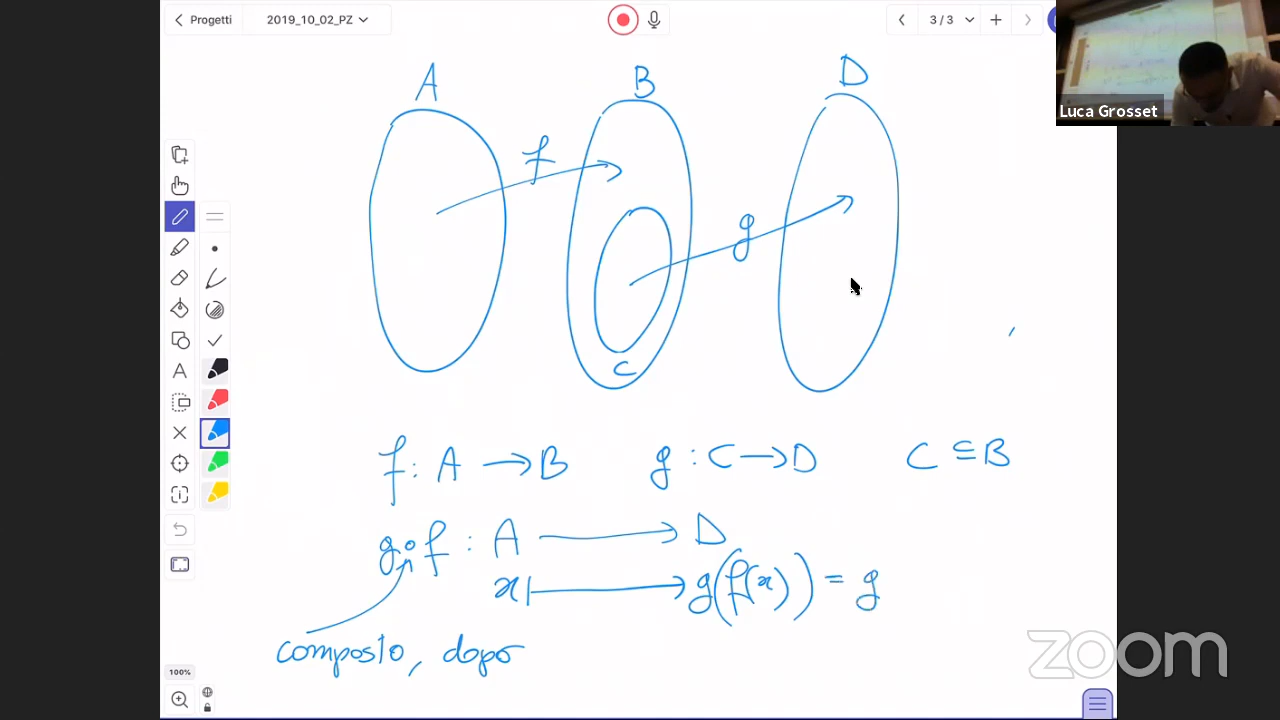 Progetti 2019_10_02_PZ 3 / 3
Luca Grosset
A B D
f
g
C
f : A → B g : C → D C ⊆ B
g∘f : A → D
x ↦ g(f(x)) = g
composto, dopo
100%
zoom